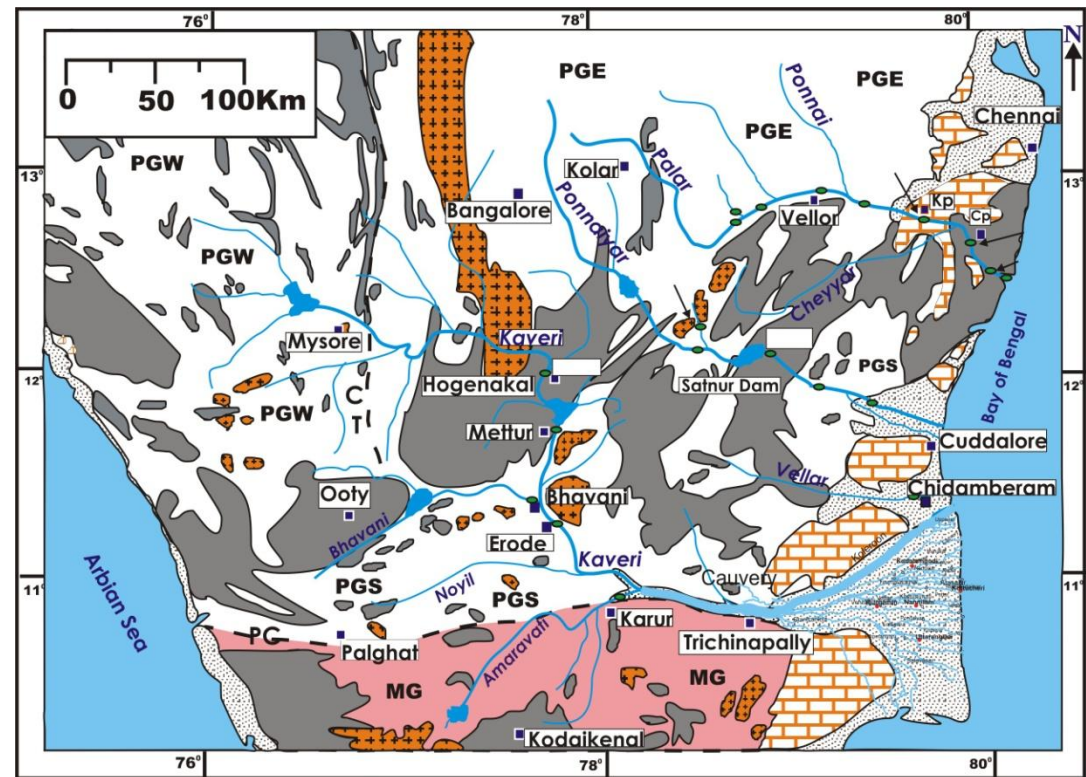 76°
78°
80°
N
0 50 100Km
PGE
PGE
Ponnai
Chennai
PGW
13°
13°
Kolar
Palar
Bangalore
Ponnaiyar
Vellor
Kp
Cp
PGW
Cheyyar
Mysore
Kaveri
Bay of Bengal
12°
12°
Hogenakal
Satnur Dam
PGS
PGW
C
T
Mettur
Cuddalore
Vellar
Ooty
Bhavani
Chidamberam
Bhavani
Erode
Kaveri
11°
11°
Arbian Sea
PGS
Noyil
PGS
Cauvery
PC
Palghat
Amaravati
Karur
Trichinapally
MG
MG
Kodaikenal
76°
78°
80°